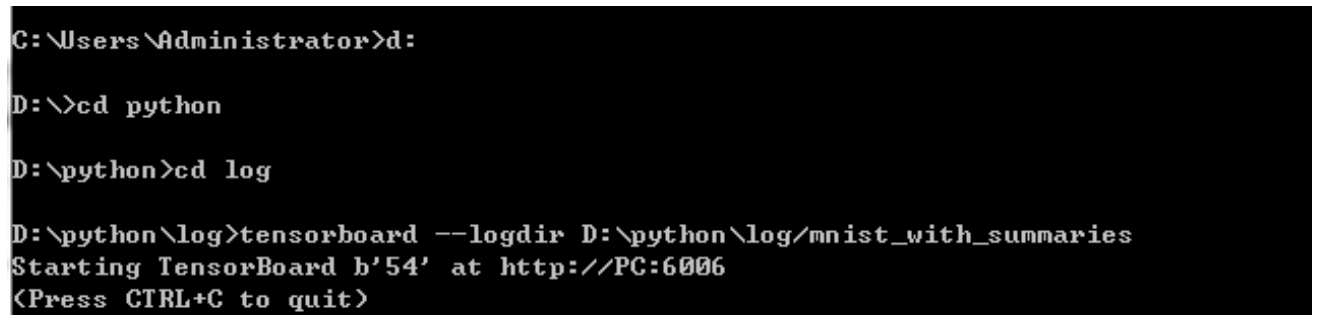 C:\Users\Administrator>d:
D:\>cd python
D:\python>cd log
D:\python\log>tensorboard --logdir D:\python\log/mnist_with_summaries
Starting TensorBoard b'54' at http://PC:6006
(Press CTRL+C to quit)